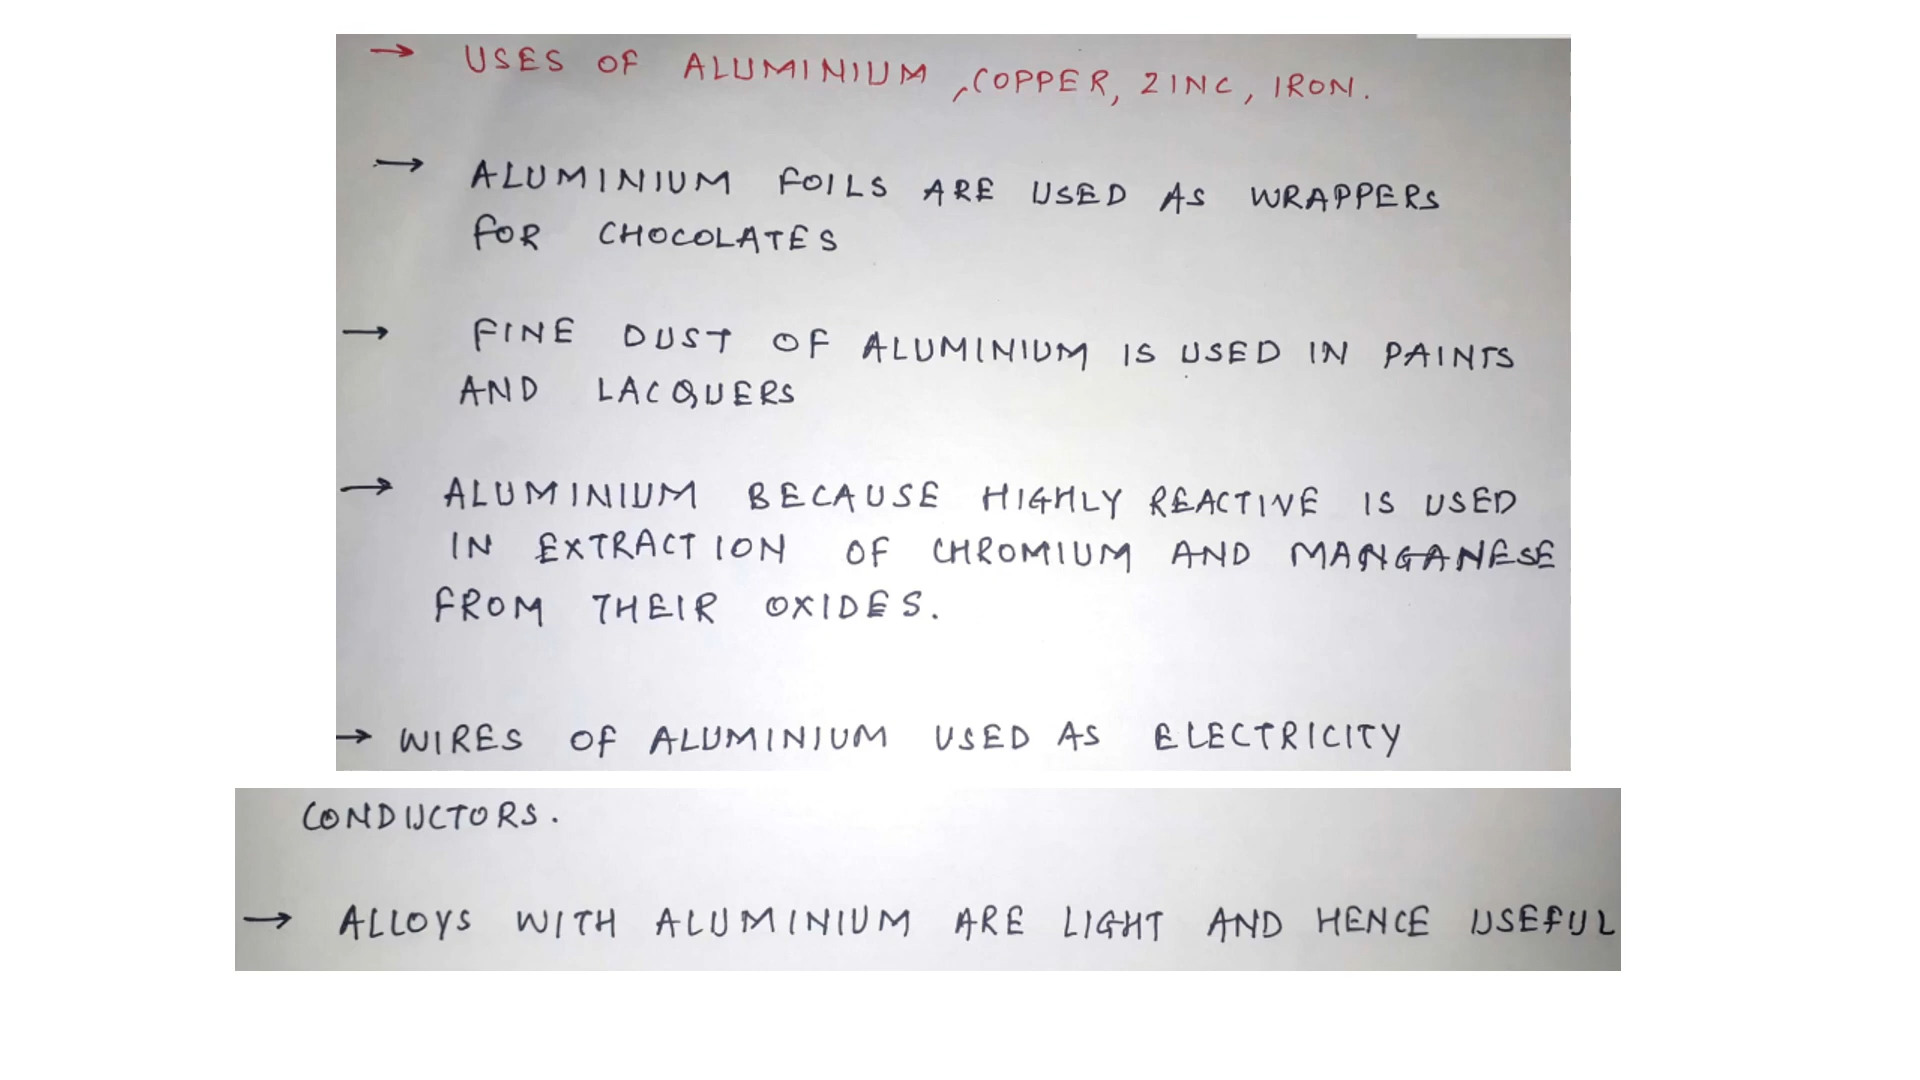 → USES OF ALUMINIUM, COPPER, ZINC, IRON.
→ ALUMINIUM FOILS ARE USED AS WRAPPERS
FOR CHOCOLATES
→ FINE DUST OF ALUMINIUM IS USED IN PAINTS
AND LACQUERS
→ ALUMINIUM BECAUSE HIGHLY REACTIVE IS USED
IN EXTRACTION OF CHROMIUM AND MANGANESE
FROM THEIR OXIDES.
→ WIRES OF ALUMINIUM USED AS ELECTRICITY
CONDUCTORS.
→ ALLOYS WITH ALUMINIUM ARE LIGHT AND HENCE USEFUL